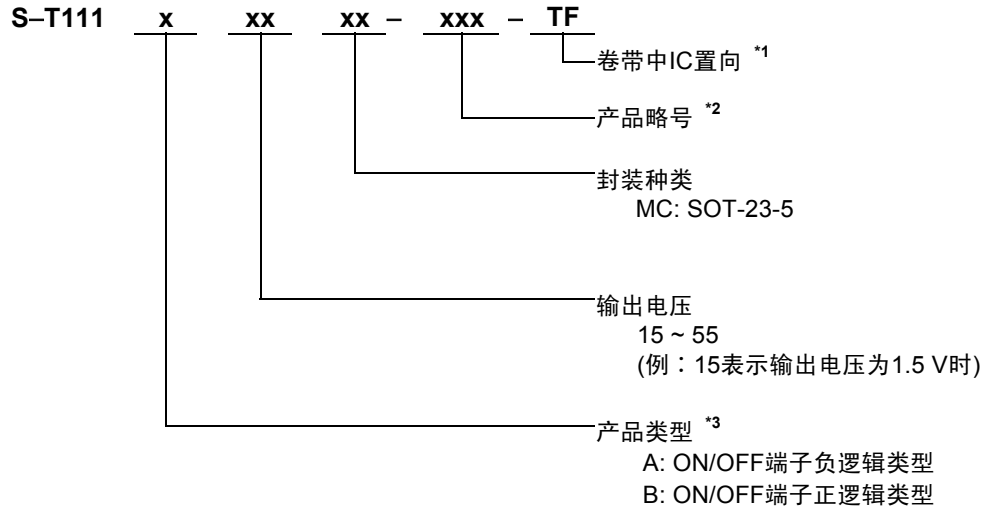 S–T111 x xx xx – xxx – TF
卷带中IC置向 *1
产品略号 *2
封装种类
MC: SOT-23-5
输出电压
15 ~ 55
(例：15表示输出电压为1.5 V时)
产品类型 *3
A: ON/OFF端子负逻辑类型
B: ON/OFF端子正逻辑类型